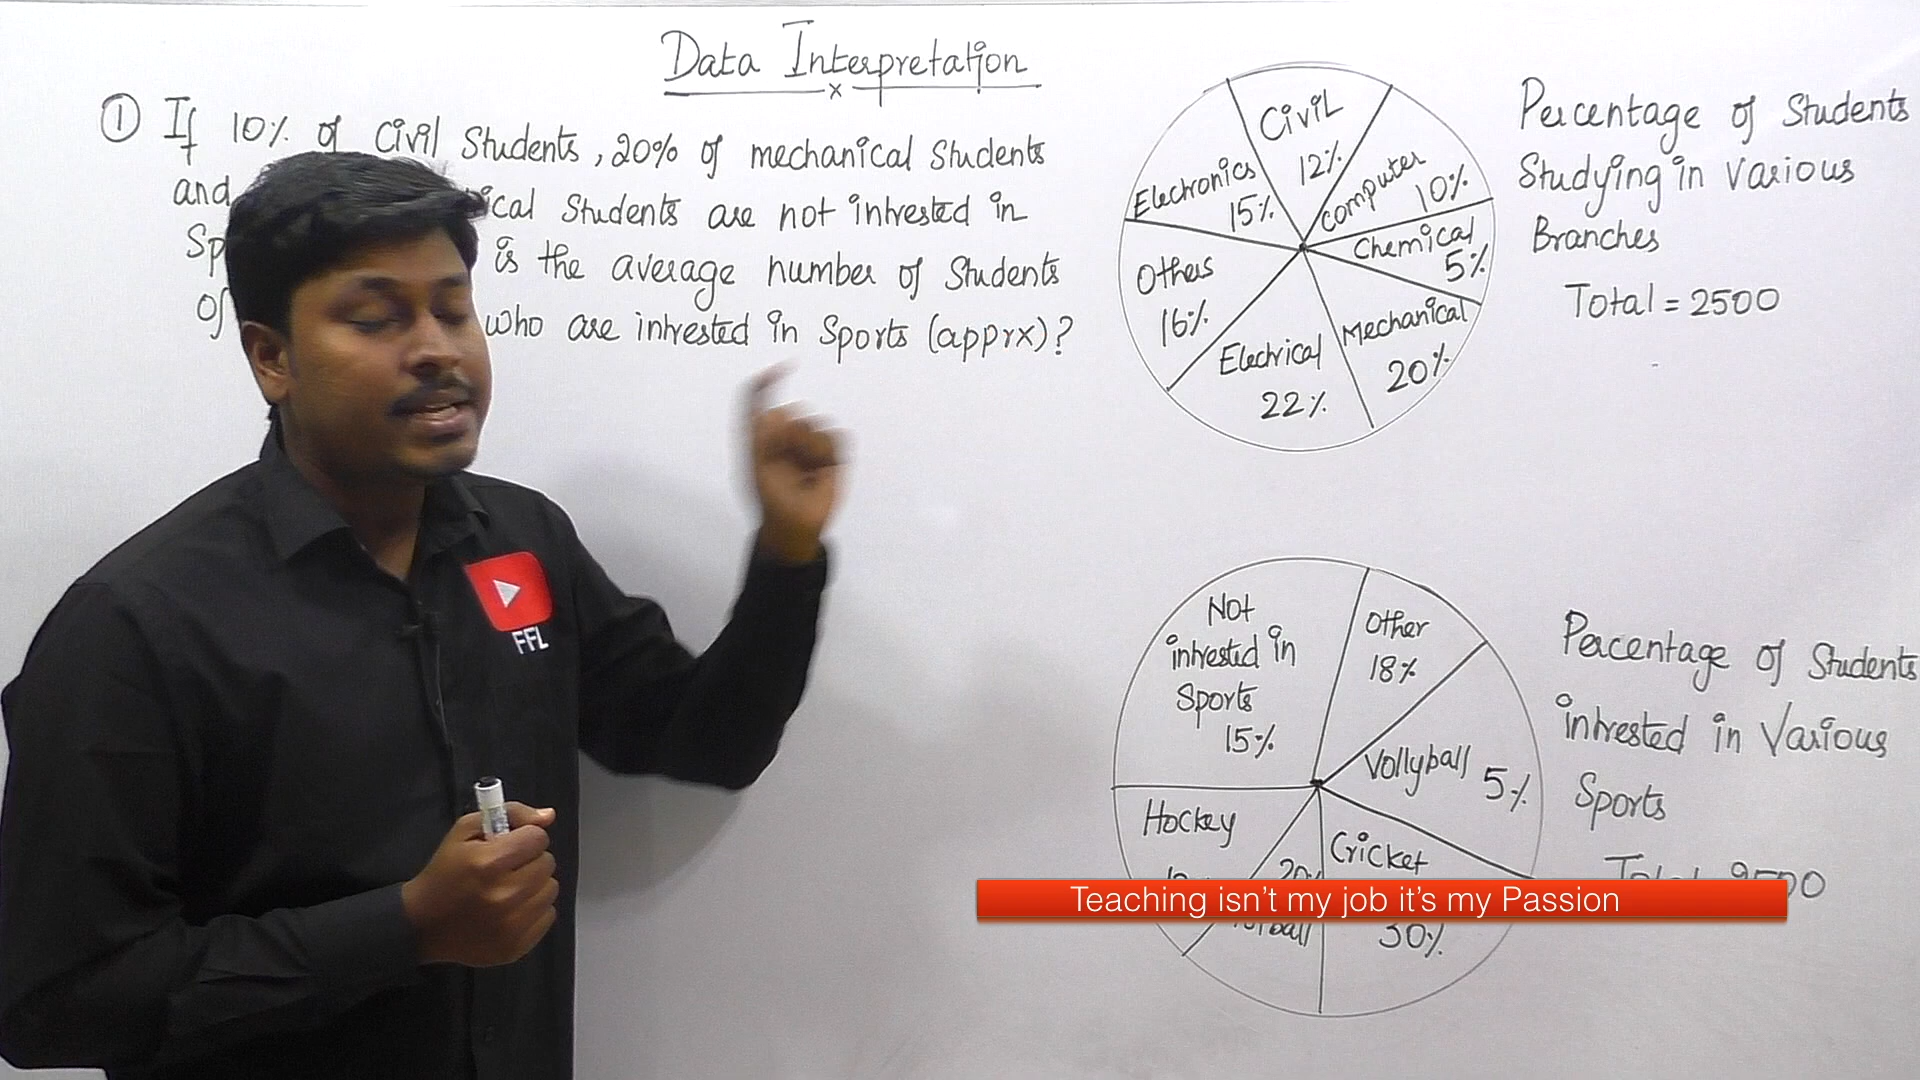 Data Interpretation
x
① If 10% of Civil Students, 20% of mechanical Students
and ical Students are not intrested in
Sp is the average number of Students
of who are intrested in Sports (apprx)?
Civil
12%
Computer
10%
Chemical
5%
Mechanical
20%
Electrical
22%
Others
16%
Electronics
15%
Percentage of Students
Studying in Various
Branches
Total = 2500
Not
intrested in
Sports
15%
Other
18%
Vollyball 5%
Cricket
30%
Hockey
20%
Percentage of Students
intrested in Various
Sports
FFL
Teaching isn't my job it's my Passion